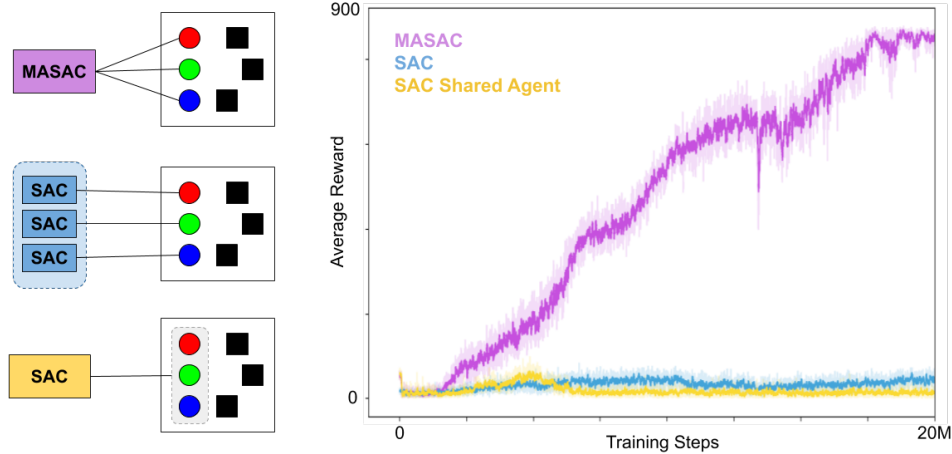 MASAC
SAC
SAC
SAC
SAC
900
MASAC
SAC
SAC Shared Agent
Average Reward
0
0
Training Steps
20M